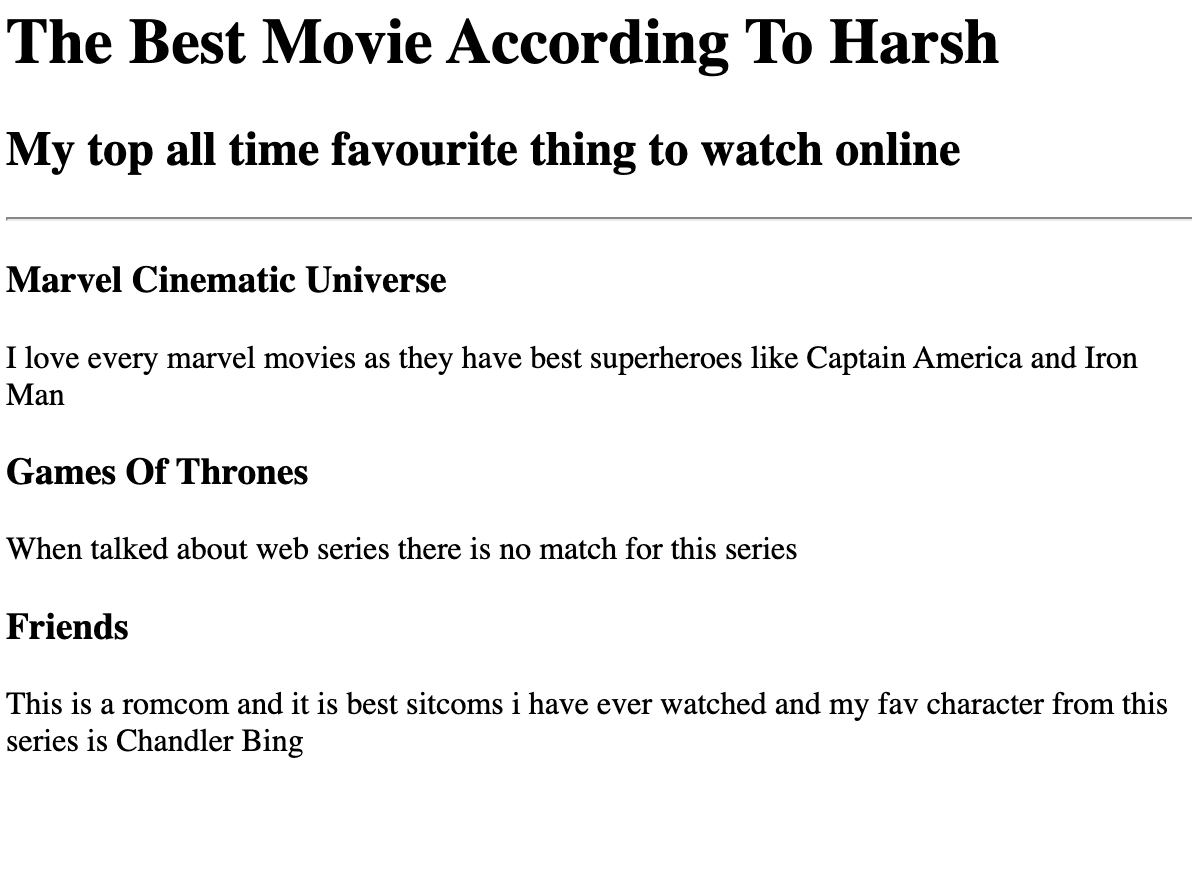 The Best Movie According To Harsh
My top all time favourite thing to watch online
Marvel Cinematic Universe
I love every marvel movies as they have best superheroes like Captain America and Iron
Man
Games Of Thrones
When talked about web series there is no match for this series
Friends
This is a romcom and it is best sitcoms i have ever watched and my fav character from this
series is Chandler Bing